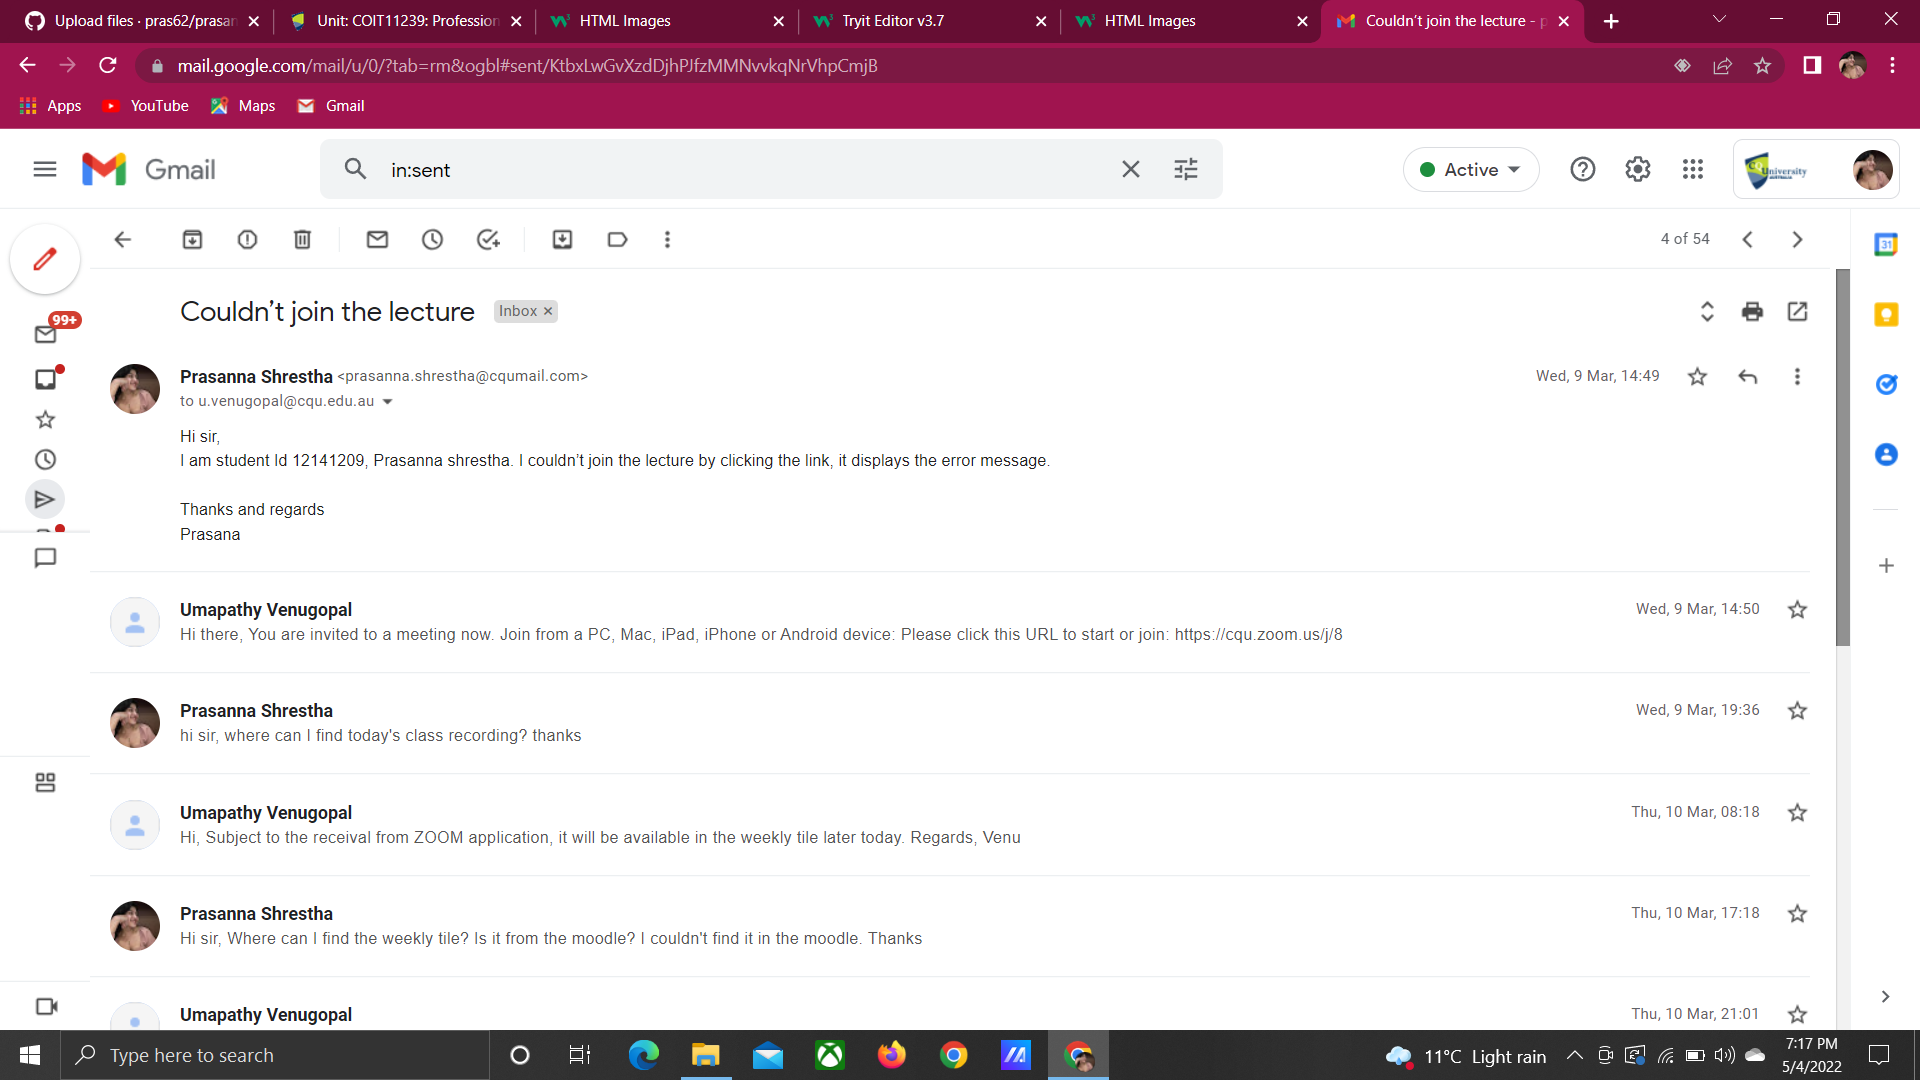 Upload files · pras62/prasan
Unit: COIT11239: Profession
HTML Images
Tryit Editor v3.7
HTML Images
Couldn't join the lecture - p
mail.google.com/mail/u/0/?tab=rm&ogbl#sent/KtbxLwGvXzdDjhPJfzMMNvvkqNrVhpCmjB
Apps
YouTube
Maps
Gmail
Gmail
in:sent
Active
CQUniversity
4 of 54
31
Couldn't join the lecture
Inbox ×
99+
Prasanna Shrestha <prasanna.shrestha@cqumail.com>
Wed, 9 Mar, 14:49
to u.venugopal@cqu.edu.au
Hi sir,
I am student Id 12141209, Prasanna shrestha. I couldn't join the lecture by clicking the link, it displays the error message.
Thanks and regards
Prasana
Umapathy Venugopal
Wed, 9 Mar, 14:50
Hi there, You are invited to a meeting now. Join from a PC, Mac, iPad, iPhone or Android device: Please click this URL to start or join: https://cqu.zoom.us/j/8
Prasanna Shrestha
Wed, 9 Mar, 19:36
hi sir, where can I find today's class recording? thanks
Umapathy Venugopal
Thu, 10 Mar, 08:18
Hi, Subject to the receival from ZOOM application, it will be available in the weekly tile later today. Regards, Venu
Prasanna Shrestha
Thu, 10 Mar, 17:18
Hi sir, Where can I find the weekly tile? Is it from the moodle? I couldn't find it in the moodle. Thanks
Umapathy Venugopal
Thu, 10 Mar, 21:01
Type here to search
11°C Light rain
7:17 PM
5/4/2022